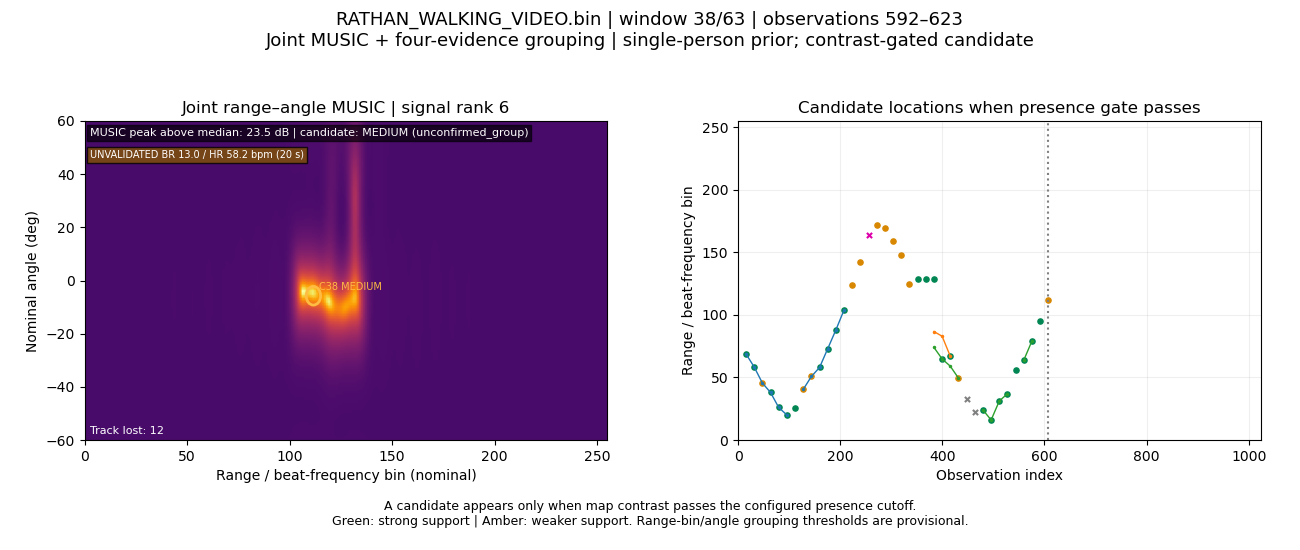 RATHAN_WALKING_VIDEO.bin | window 38/63 | observations 592–623
Joint MUSIC + four-evidence grouping | single-person prior; contrast-gated candidate
Joint range–angle MUSIC | signal rank 6
MUSIC peak above median: 23.5 dB | candidate: MEDIUM (unconfirmed_group)
UNVALIDATED BR 13.0 / HR 58.2 bpm (20 s)
C38 MEDIUM
Track lost: 12
Nominal angle (deg)
60
40
20
0
−20
−40
−60
0 50 100 150 200 250
Range / beat-frequency bin (nominal)
Candidate locations when presence gate passes
Range / beat-frequency bin
250
200
150
100
50
0
0 200 400 600 800 1000
Observation index
A candidate appears only when map contrast passes the configured presence cutoff.
Green: strong support | Amber: weaker support. Range-bin/angle grouping thresholds are provisional.